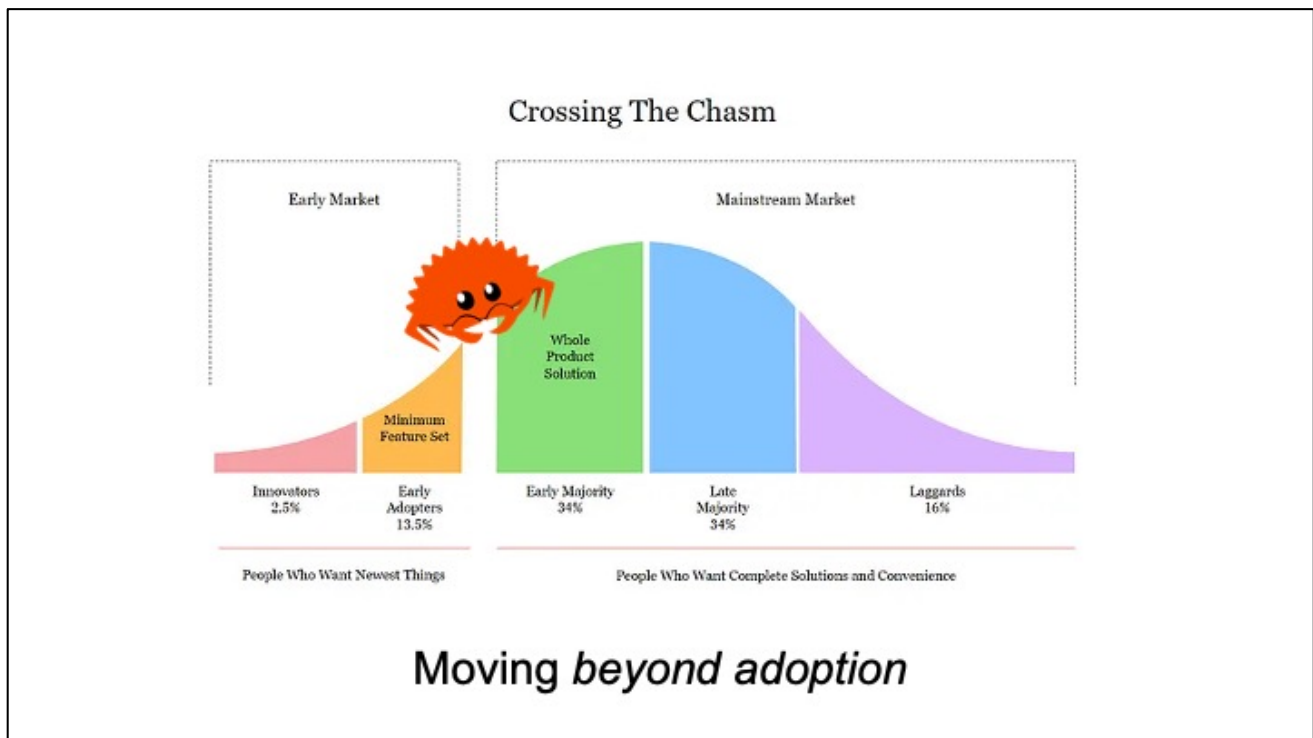 Crossing The Chasm
Early Market
Mainstream Market
Whole
Product
Solution
Minimum
Feature Set
Innovators
2.5%
Early
Adopters
13.5%
Early Majority
34%
Late
Majority
34%
Laggards
16%
People Who Want Newest Things
People Who Want Complete Solutions and Convenience
Moving beyond adoption